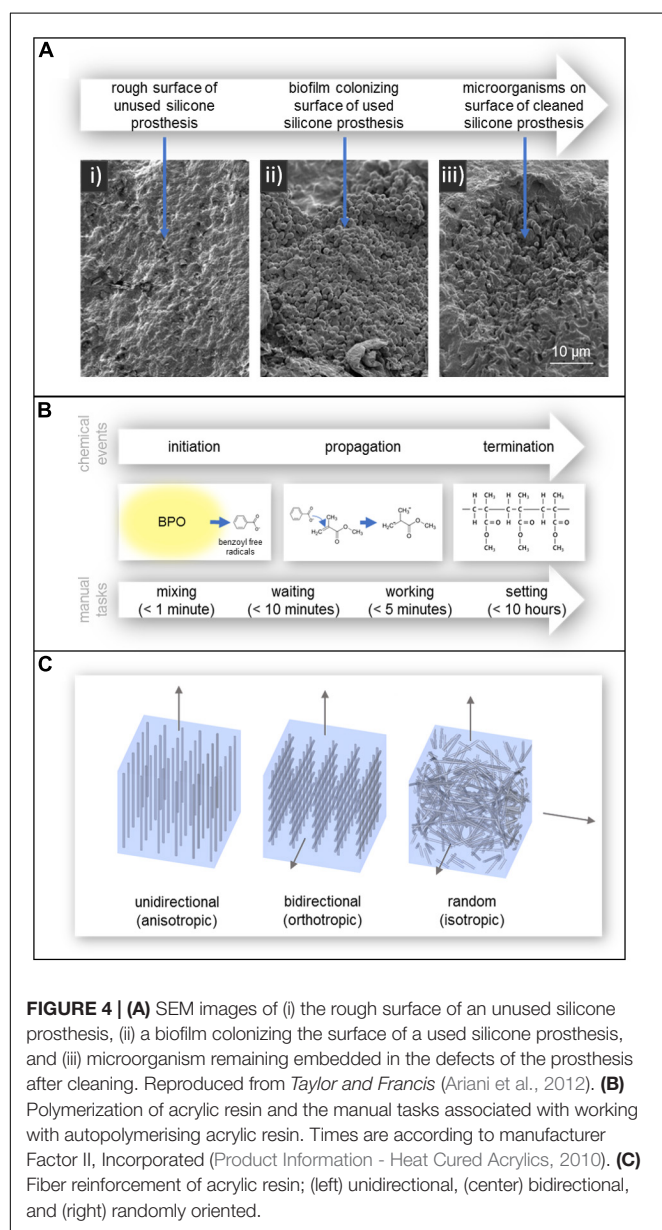 A
rough surface of
unused silicone
prosthesis
biofilm colonizing
surface of used
silicone prosthesis
microorganisms on
surface of cleaned
silicone prosthesis
i)
ii)
iii)
10 µm
B
chemical
events
initiation
propagation
termination
BPO
benzoyl free
radicals
manual
tasks
mixing
(< 1 minute)
waiting
(< 10 minutes)
working
(< 5 minutes)
setting
(< 10 hours)
C
unidirectional
(anisotropic)
bidirectional
(orthotropic)
random
(isotropic)
FIGURE 4 | (A) SEM images of (i) the rough surface of an unused silicone
prosthesis, (ii) a biofilm colonizing the surface of a used silicone prosthesis,
and (iii) microorganism remaining embedded in the defects of the prosthesis
after cleaning. Reproduced from Taylor and Francis (Ariani et al., 2012). (B)
Polymerization of acrylic resin and the manual tasks associated with working
with autopolymerising acrylic resin. Times are according to manufacturer
Factor II, Incorporated (Product Information - Heat Cured Acrylics, 2010). (C)
Fiber reinforcement of acrylic resin; (left) unidirectional, (center) bidirectional,
and (right) randomly oriented.